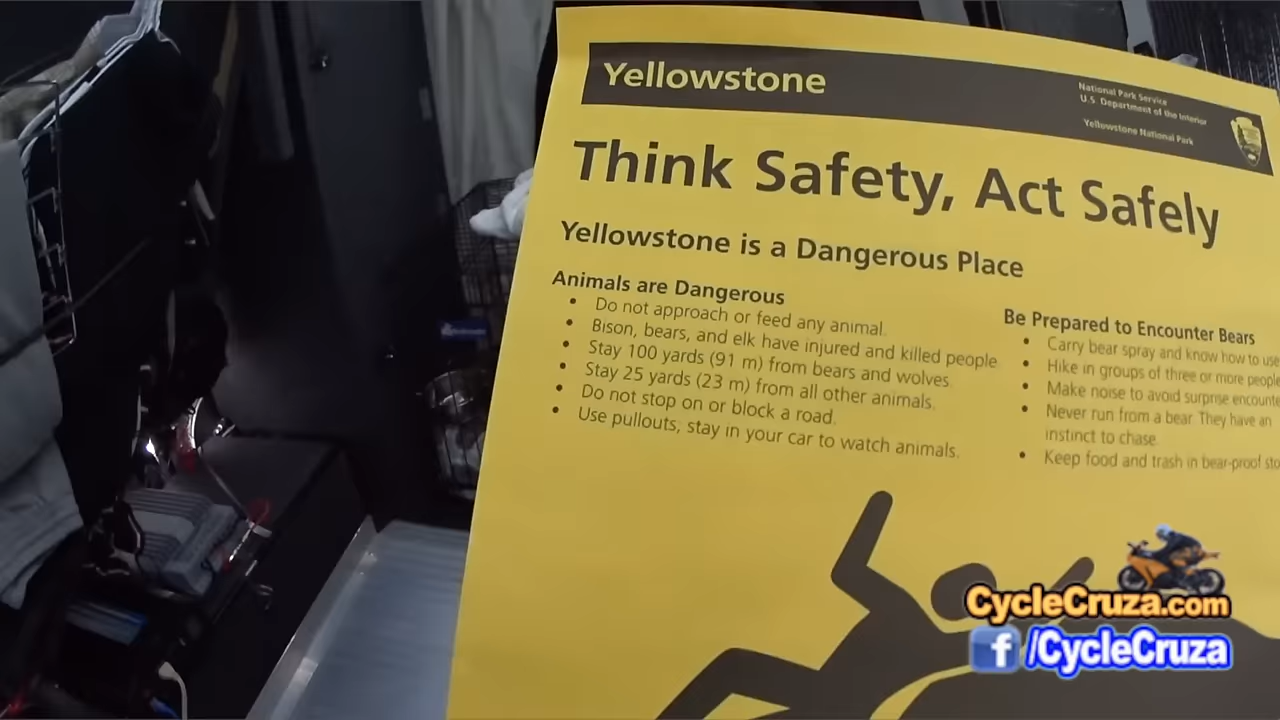 Yellowstone
National Park Service
U.S. Department of the Interior
Yellowstone National Park
Think Safety, Act Safely
Yellowstone is a Dangerous Place
Animals are Dangerous
• Do not approach or feed any animal.
• Bison, bears, and elk have injured and killed people
• Stay 100 yards (91 m) from bears and wolves.
• Stay 25 yards (23 m) from all other animals.
• Do not stop on or block a road.
• Use pullouts, stay in your car to watch animals.
Be Prepared to Encounter Bears
• Carry bear spray and know how to use
• Hike in groups of three or more people
• Make noise to avoid surprise encounte
• Never run from a bear. They have an
instinct to chase.
• Keep food and trash in bear-proof sto
CycleCruza.com
f /CycleCruza